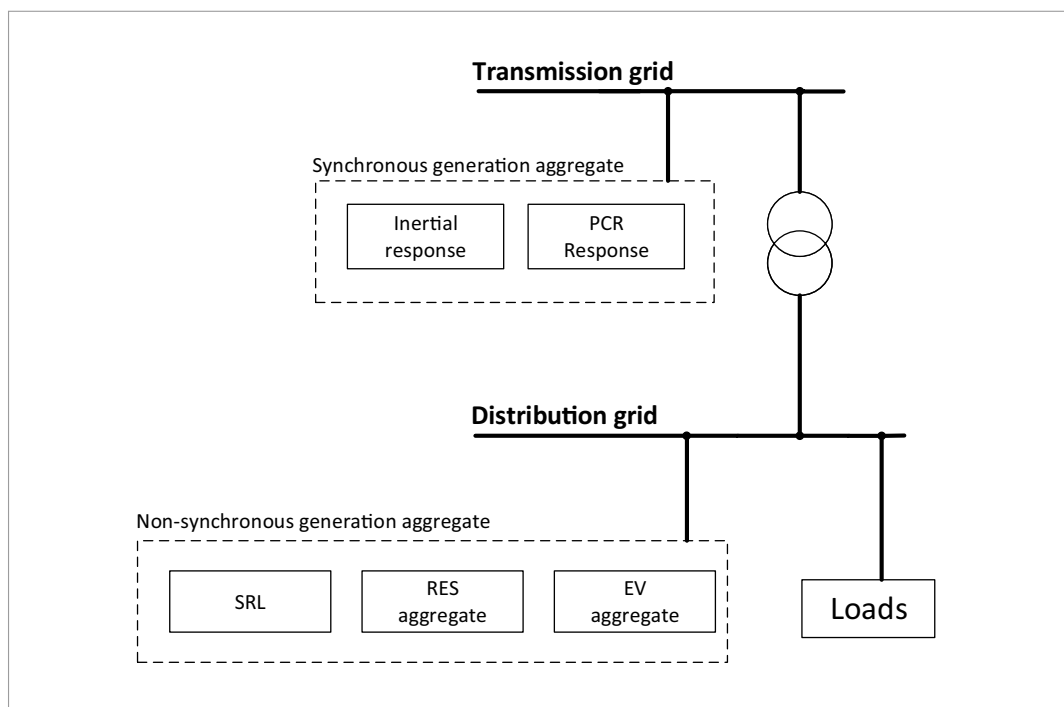 Transmission grid
Synchronous generation aggregate
Inertial
response
PCR
Response
Distribution grid
Non-synchronous generation aggregate
SRL
RES
aggregate
EV
aggregate
Loads